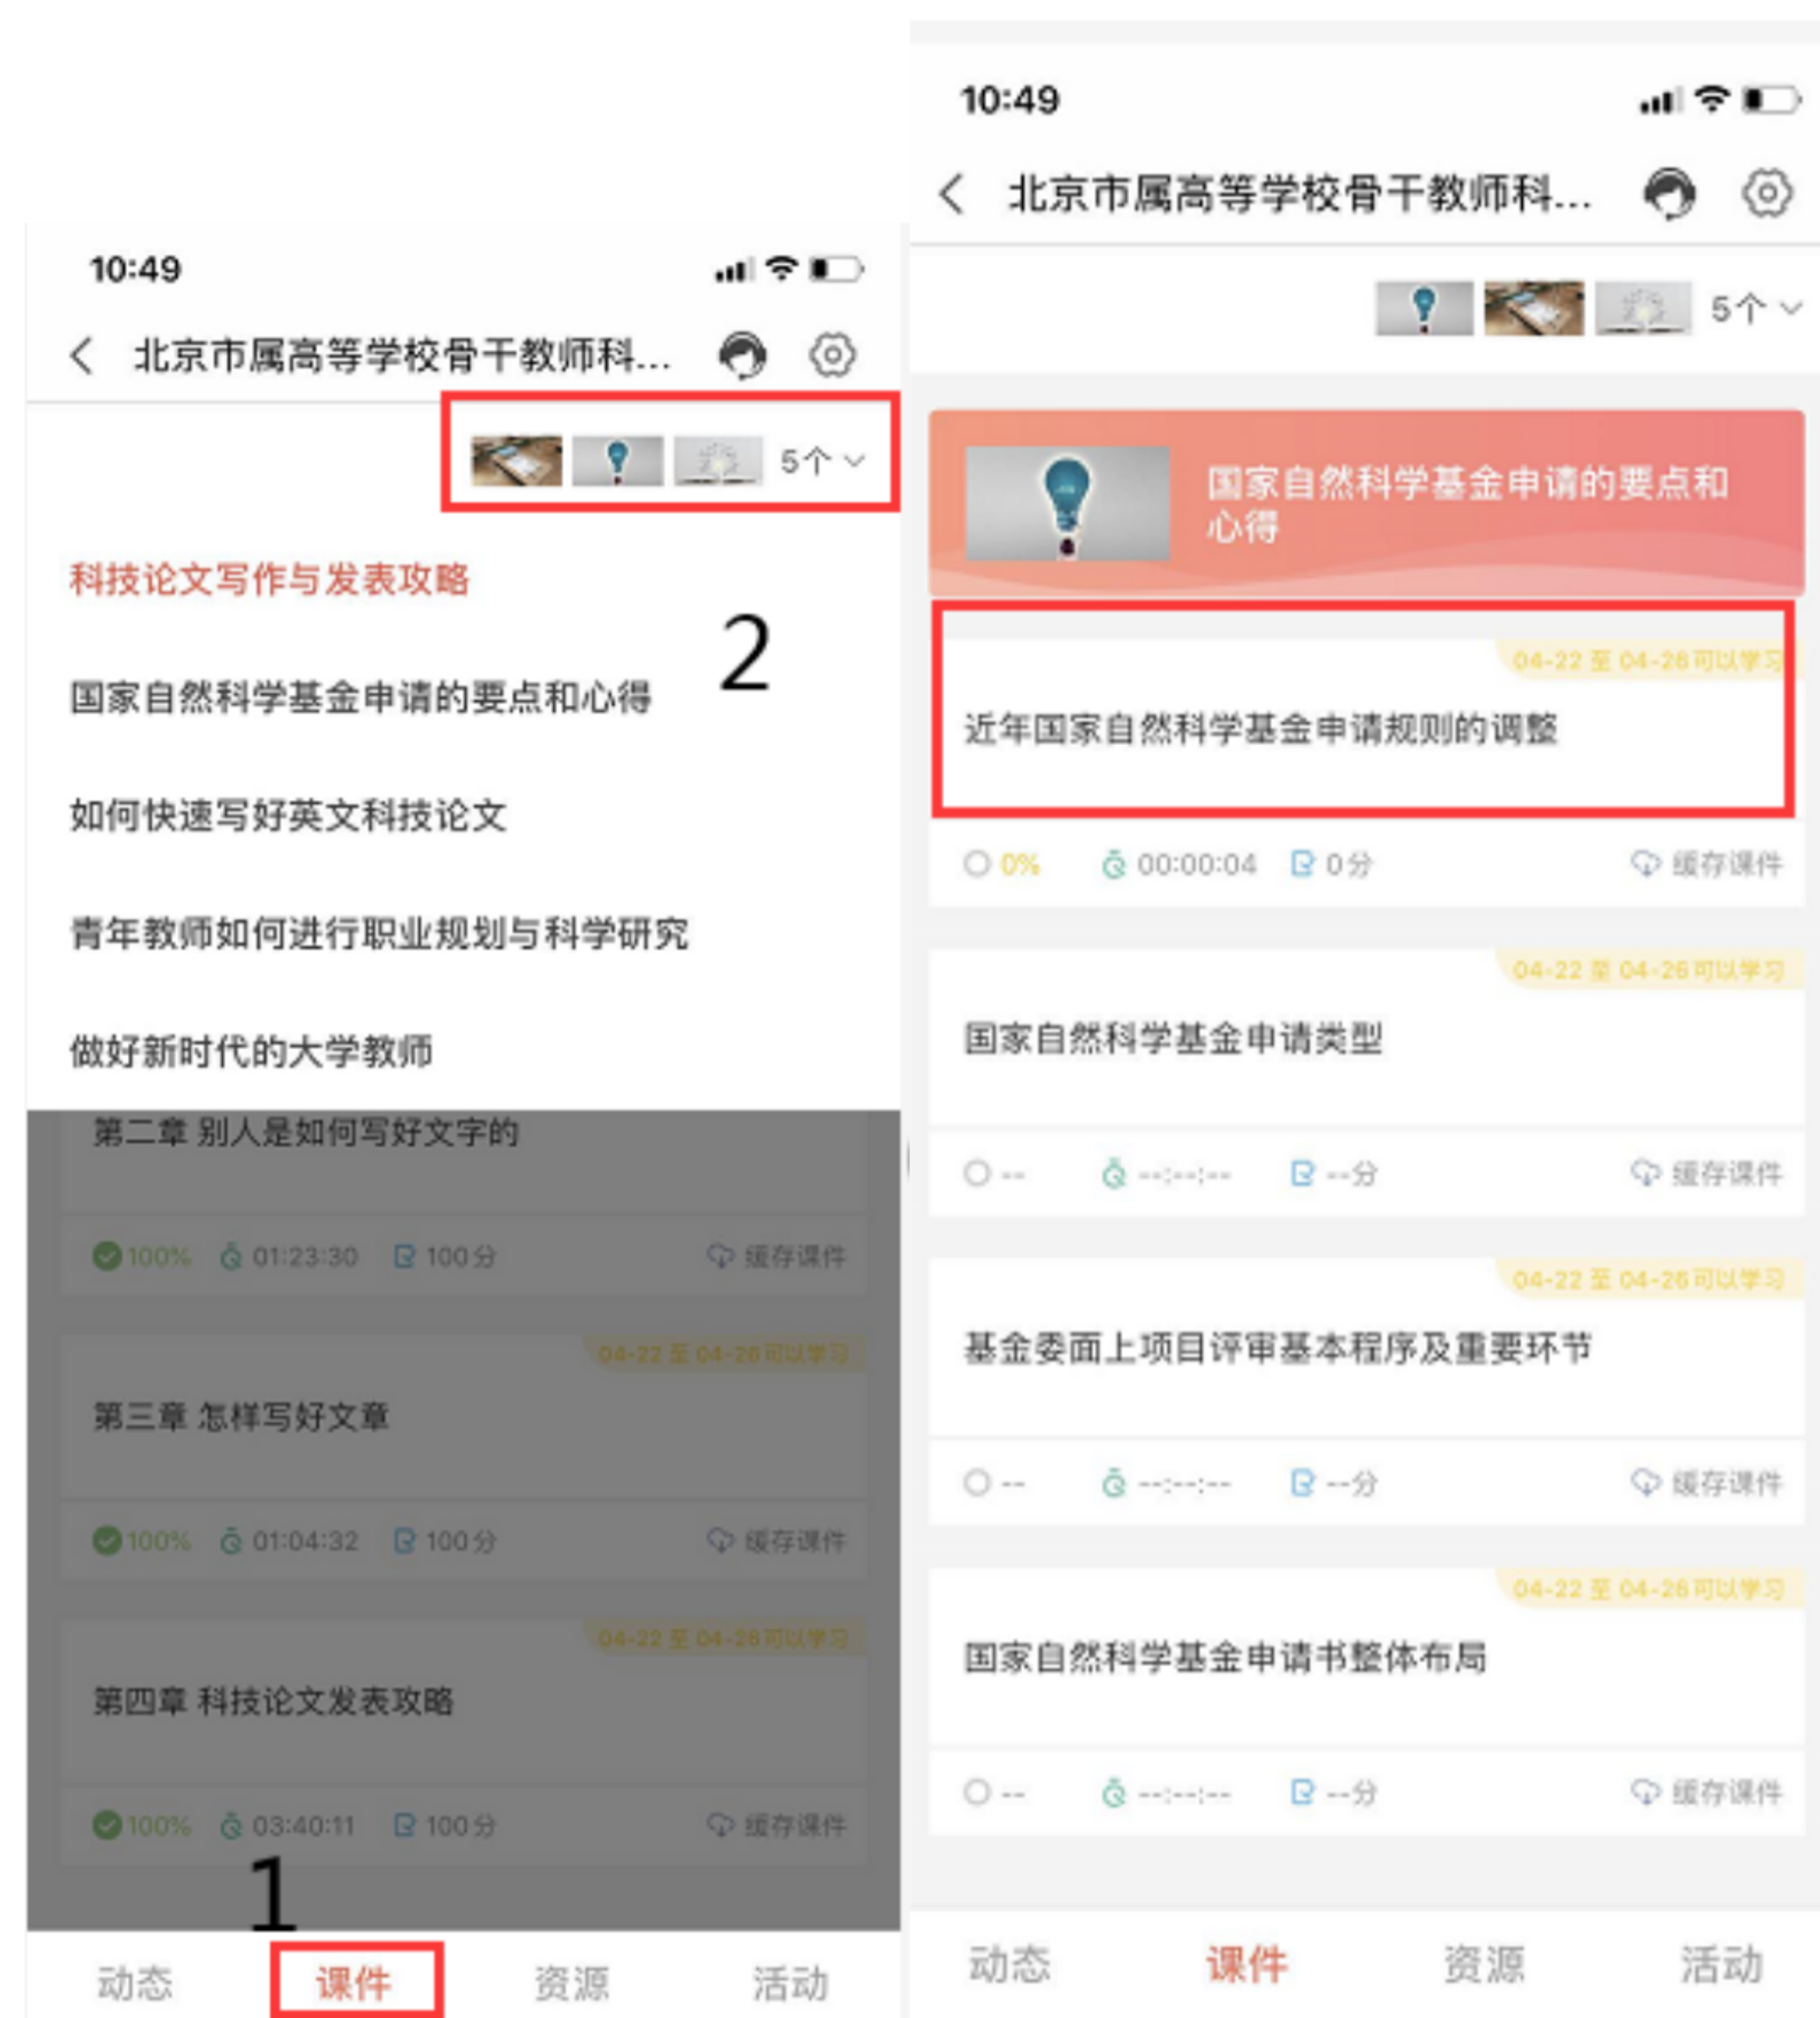 10:49
北京市属高等学校骨干教师科...
5个
科技论文写作与发表攻略
2
国家自然科学基金申请的要点和心得
如何快速写好英文科技论文
青年教师如何进行职业规划与科学研究
做好新时代的大学教师
第二章 别人是如何写好文字的
100% 01:23:30 100分 缓存课件
04-22 至 04-26可以学习
第三章 怎样写好文章
100% 01:04:32 100分 缓存课件
04-22 至 04-26可以学习
第四章 科技论文发表攻略
100% 03:40:11 100分 缓存课件
1
动态 课件 资源 活动
10:49
北京市属高等学校骨干教师科...
5个
国家自然科学基金申请的要点和
心得
04-22 至 04-26可以学习
近年国家自然科学基金申请规则的调整
0% 00:00:04 0分 缓存课件
04-22 至 04-26可以学习
国家自然科学基金申请类型
-- --:--:-- --分 缓存课件
04-22 至 04-26可以学习
基金委面上项目评审基本程序及重要环节
-- --:--:-- --分 缓存课件
04-22 至 04-26可以学习
国家自然科学基金申请书整体布局
-- --:--:-- --分 缓存课件
动态 课件 资源 活动